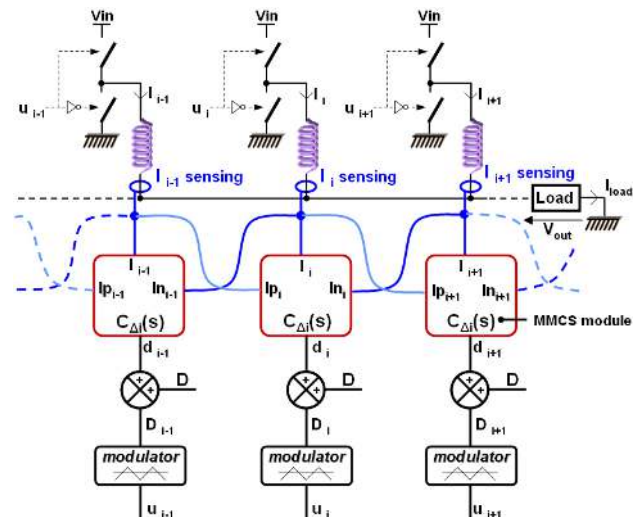 Vin Vin Vin
I i-1 I i I i+1
u i-1 u i u i+1
I i-1 sensing I i sensing I i+1 sensing
Load I load
V out
I i-1 I i I i+1
Ip i-1 In i-1 Ip i In i Ip i+1 In i+1
C Δi (s) C Δi (s) C Δi (s) MMCS module
d i-1 d i d i+1
+ + D + + D + + D
D i-1 D i D i+1
modulator modulator modulator
u i-1 u i u i+1